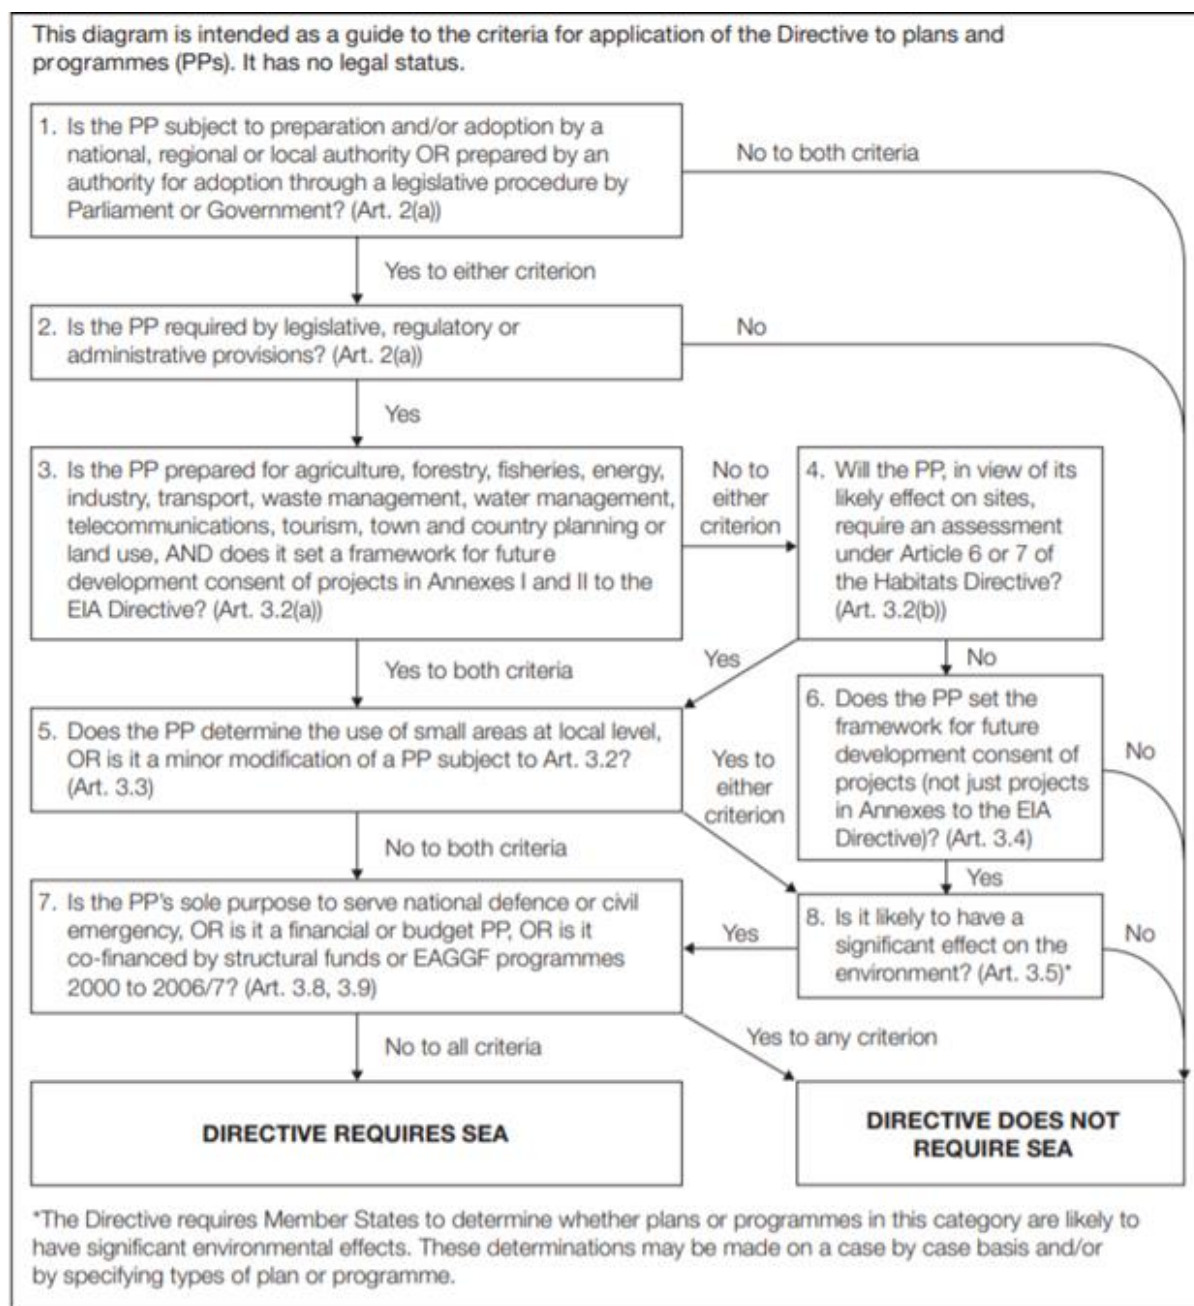 This diagram is intended as a guide to the criteria for application of the Directive to plans and
programmes (PPs). It has no legal status.
1. Is the PP subject to preparation and/or adoption by a
national, regional or local authority OR prepared by an
authority for adoption through a legislative procedure by
Parliament or Government? (Art. 2(a))
No to both criteria
Yes to either criterion
2. Is the PP required by legislative, regulatory or
administrative provisions? (Art. 2(a))
No
Yes
3. Is the PP prepared for agriculture, forestry, fisheries, energy,
industry, transport, waste management, water management,
telecommunications, tourism, town and country planning or
land use, AND does it set a framework for future
development consent of projects in Annexes I and II to the
EIA Directive? (Art. 3.2(a))
No to
either
criterion
4. Will the PP, in view of its
likely effect on sites,
require an assessment
under Article 6 or 7 of
the Habitats Directive?
(Art. 3.2(b))
Yes to both criteria
Yes
No
5. Does the PP determine the use of small areas at local level,
OR is it a minor modification of a PP subject to Art. 3.2?
(Art. 3.3)
Yes to
either
criterion
6. Does the PP set the
framework for future
development consent of
projects (not just projects
in Annexes to the EIA
Directive)? (Art. 3.4)
No
No to both criteria
Yes
7. Is the PP's sole purpose to serve national defence or civil
emergency, OR is it a financial or budget PP, OR is it
co-financed by structural funds or EAGGF programmes
2000 to 2006/7? (Art. 3.8, 3.9)
Yes
8. Is it likely to have a
significant effect on the
environment? (Art. 3.5)*
No
No to all criteria
Yes to any criterion
DIRECTIVE REQUIRES SEA
DIRECTIVE DOES NOT
REQUIRE SEA
*The Directive requires Member States to determine whether plans or programmes in this category are likely to
have significant environmental effects. These determinations may be made on a case by case basis and/or
by specifying types of plan or programme.